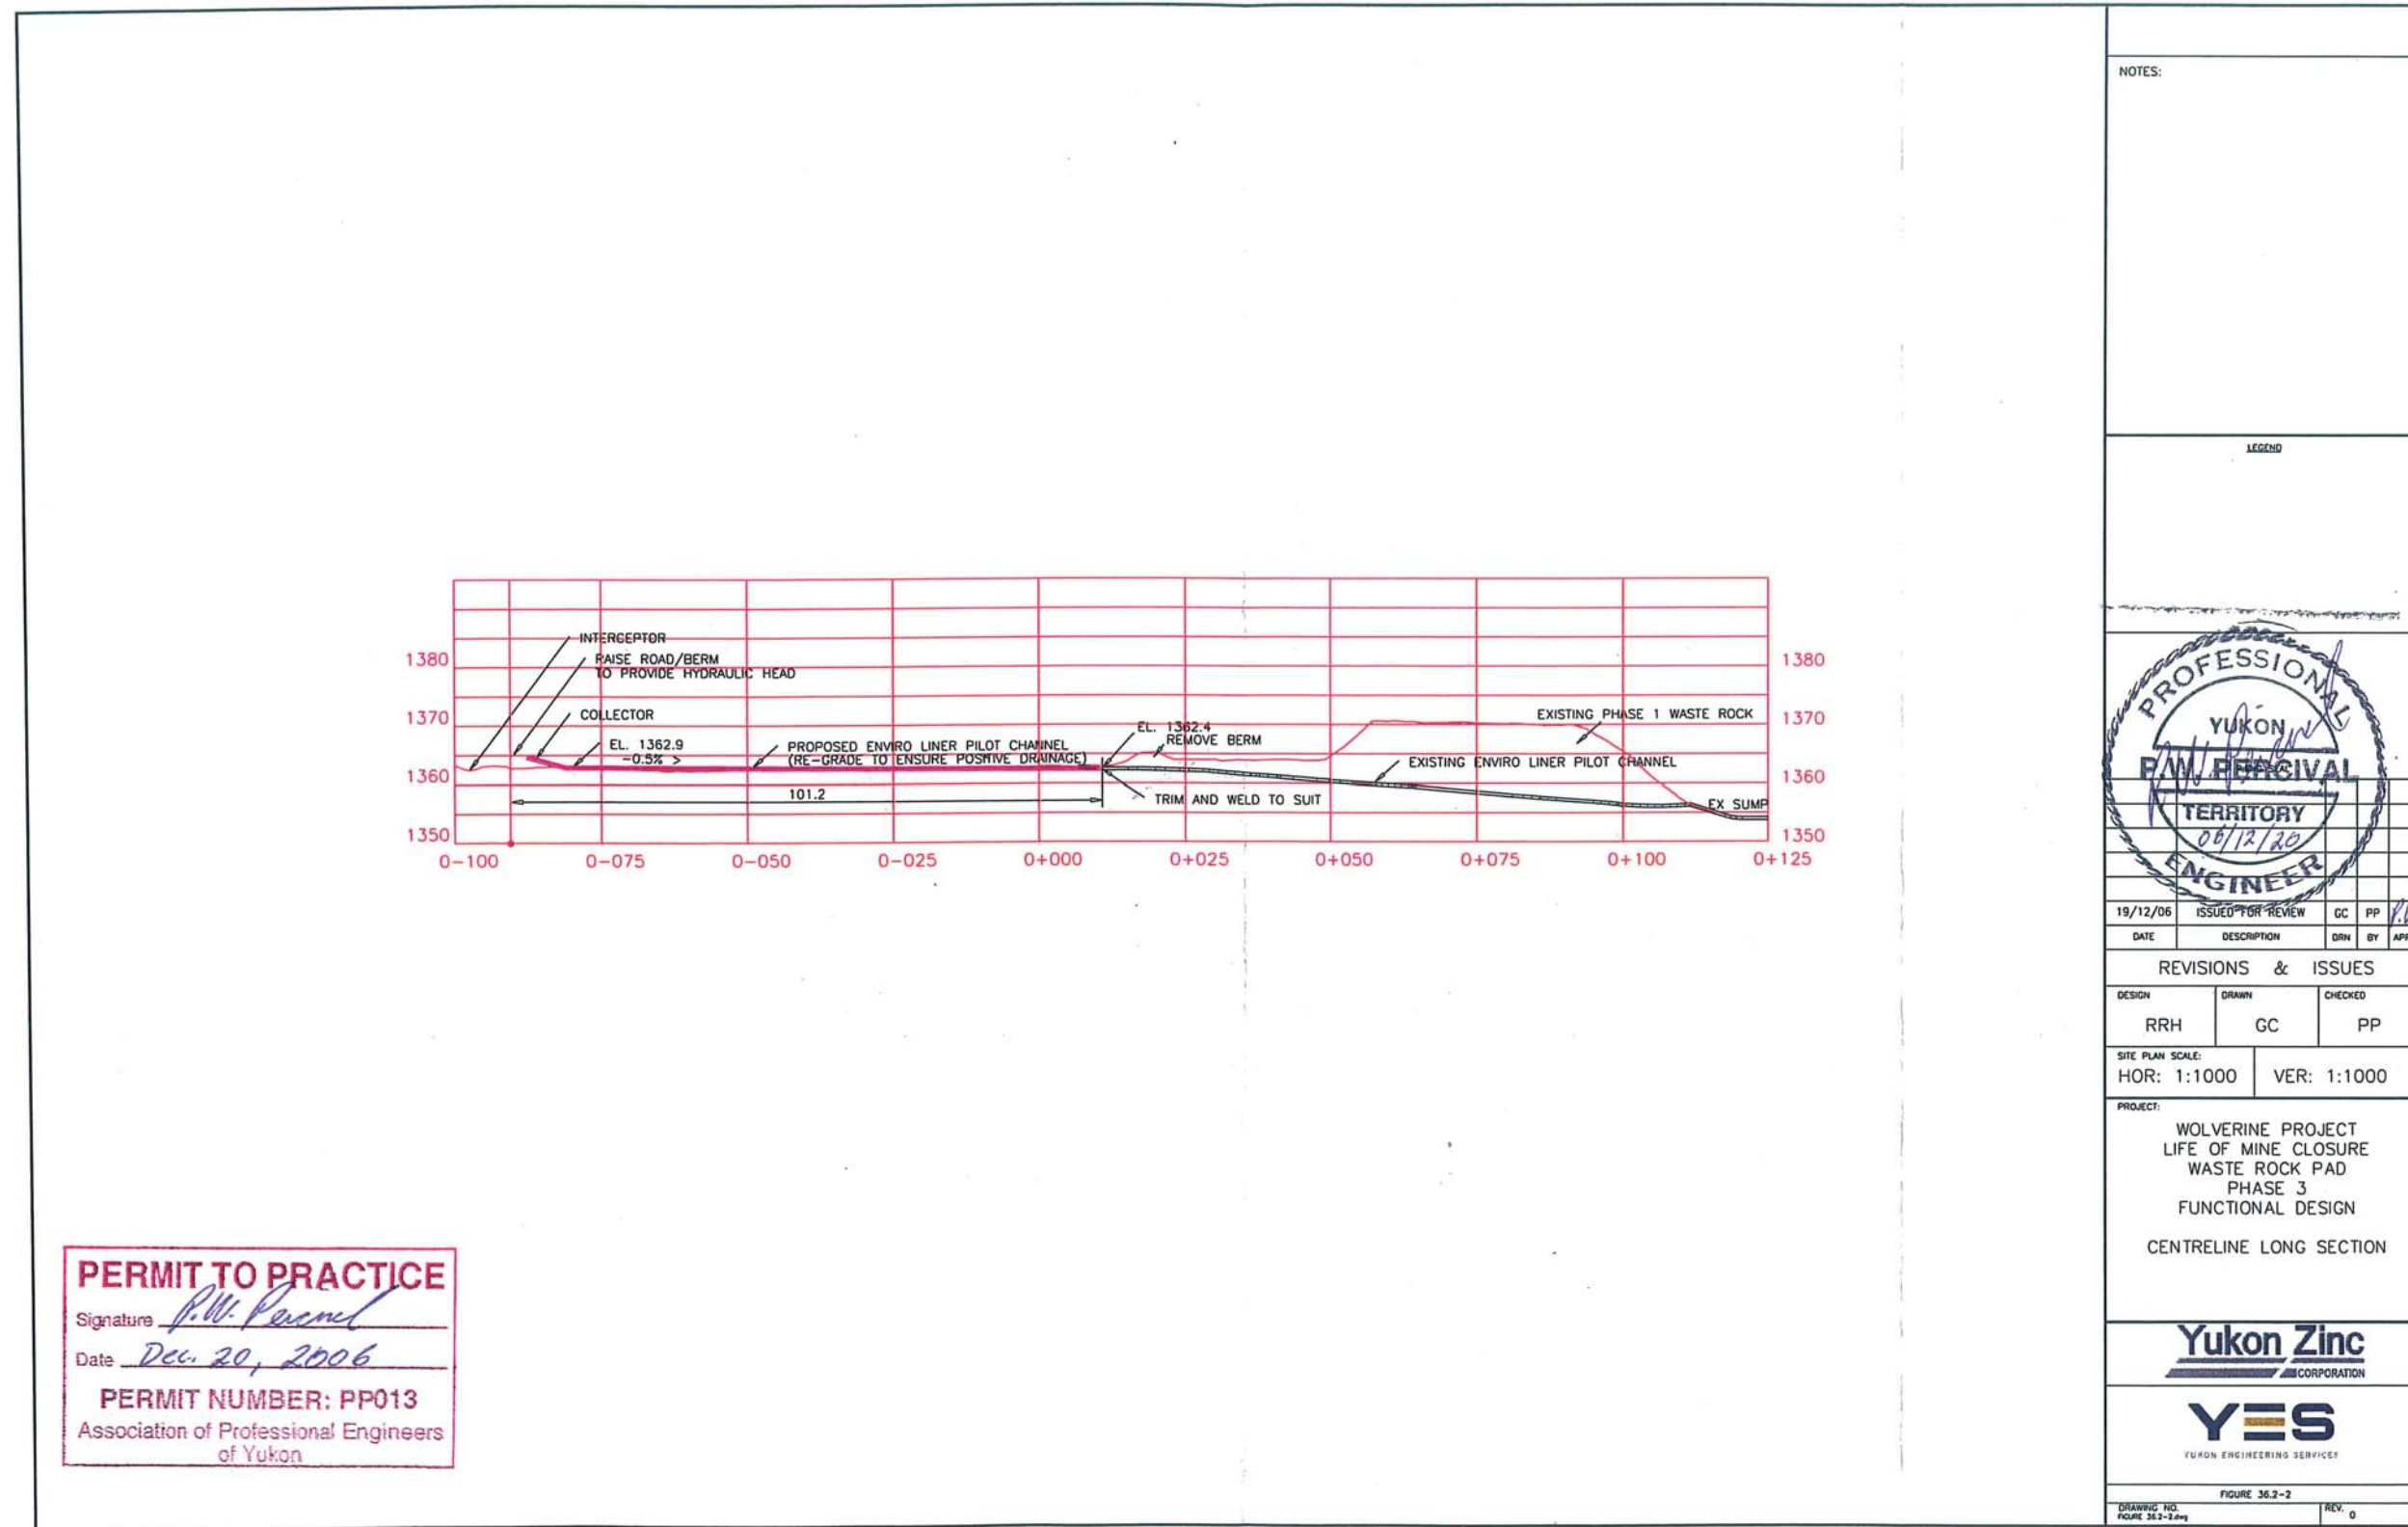 NOTES:
LEGEND
INTERCEPTOR
RAISE ROAD/BERM
TO PROVIDE HYDRAULIC HEAD
COLLECTOR
EL. 1362.9
-0.5% >
PROPOSED ENVIRO LINER PILOT CHANNEL
(RE-GRADE TO ENSURE POSITIVE DRAINAGE)
101.2
EL. 1362.4
REMOVE BERM
TRIM AND WELD TO SUIT
EXISTING PHASE 1 WASTE ROCK
EXISTING ENVIRO LINER PILOT CHANNEL
EX SUMP
1380
1370
1360
1350
1380
1370
1360
1350
0-100 0-075 0-050 0-025 0+000 0+025 0+050 0+075 0+100 0+125
PERMIT TO PRACTICE
Signature P.W. Percival
Date Dec. 20, 2006
PERMIT NUMBER: PP013
Association of Professional Engineers
of Yukon
PROFESSIONAL
YUKON
P.W. PERCIVAL
TERRITORY
06/12/20
ENGINEER
19/12/06 ISSUED FOR REVIEW GC PP
DATE DESCRIPTION DRN BY
REVISIONS & ISSUES
DESIGN DRAWN CHECKED
RRH GC PP
SITE PLAN SCALE:
HOR: 1:1000 VER: 1:1000
PROJECT:
WOLVERINE PROJECT
LIFE OF MINE CLOSURE
WASTE ROCK PAD
PHASE 3
FUNCTIONAL DESIGN
CENTRELINE LONG SECTION
Yukon Zinc
CORPORATION
YES
YUKON ENGINEERING SERVICES
FIGURE 36.2-2
DRAWING NO. REV. 0
FIGURE 36.2-2.dwg